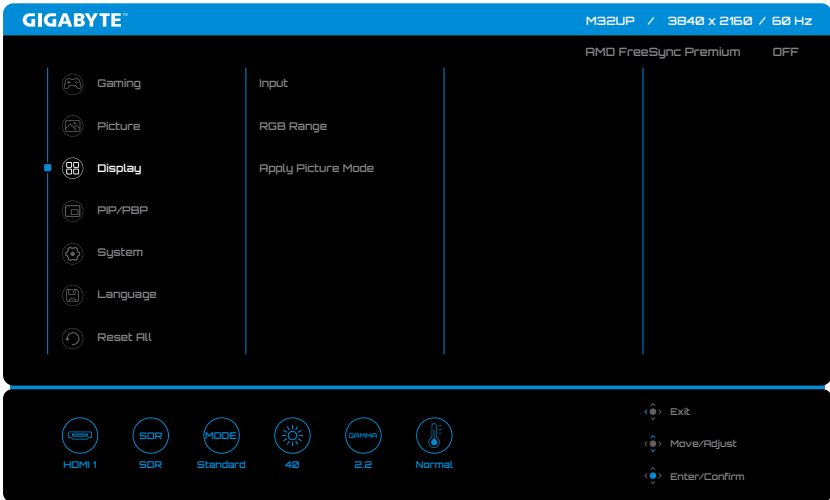 GIGABYTE™
M32UP / 3840 x 2160 / 60 Hz
AMD FreeSync Premium OFF
Gaming
Picture
Display
PIP/PBP
System
Language
Reset All
Input
RGB Range
Apply Picture Mode
HDMI 1
SDR
SDR
MODE
Standard
40
GAMMA
2.2
Normal
Exit
Move/Adjust
Enter/Confirm